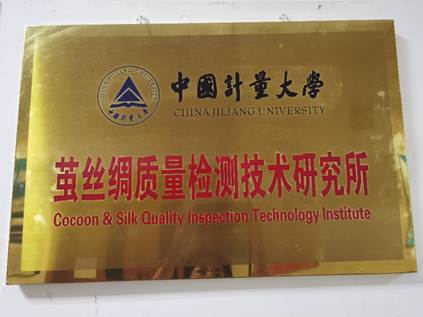 中國計量大學
CHINA JILIANG UNIVERSITY
茧丝绸质量检测技术研究所
Cocoon & Silk Quality Inspection Technology Institute